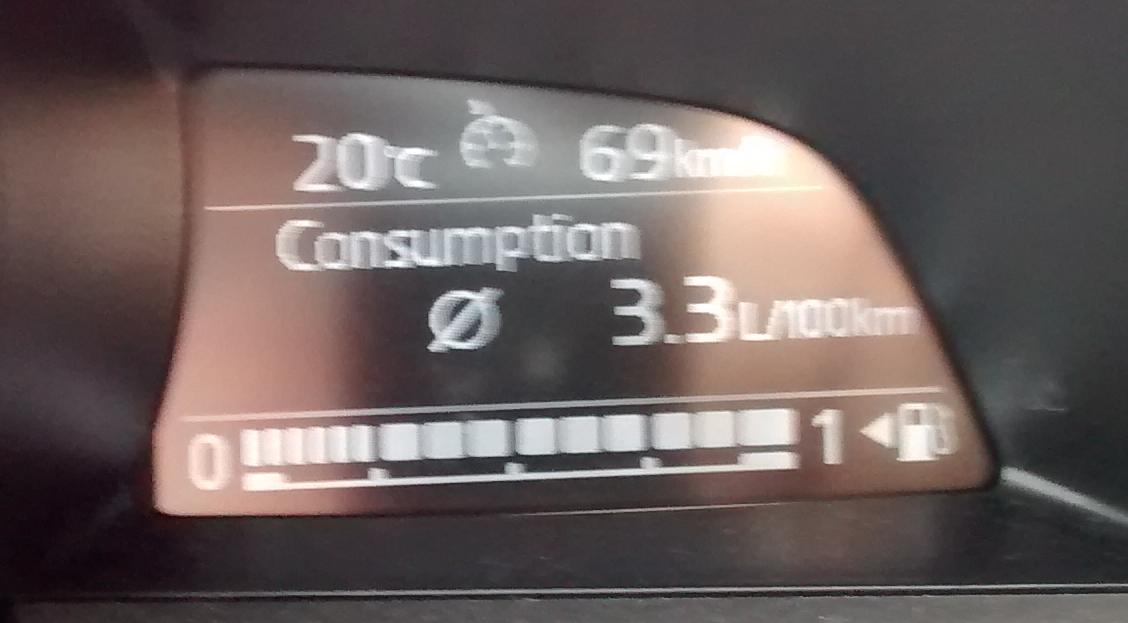 20°C 69km/h
Consumption
Ø 3.3L/100km
0 1